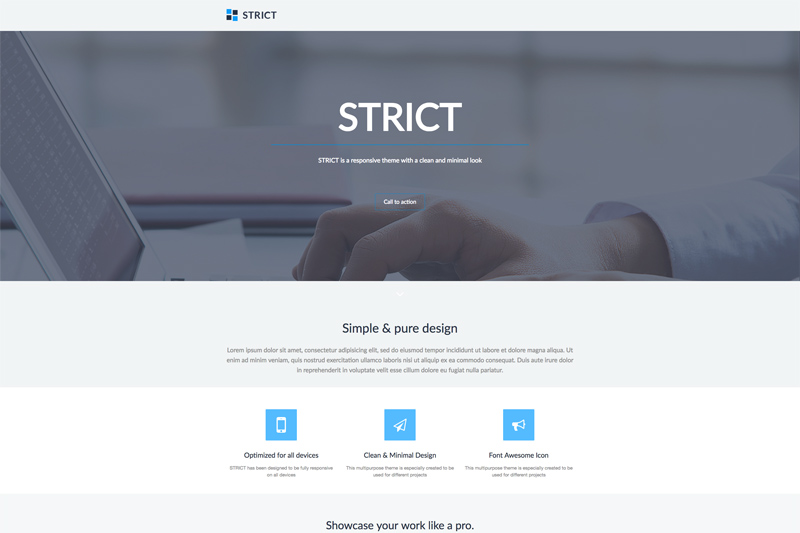 STRICT
STRICT
STRICT is a responsive theme with a clean and minimal look
Call to action
Simple & pure design
Lorem ipsum dolor sit amet, consectetur adipisicing elit, sed do eiusmod tempor incididunt ut labore et dolore magna aliqua. Ut
enim ad minim veniam, quis nostrud exercitation ullamco laboris nisi ut aliquip ex ea commodo consequat. Duis aute irure dolor
in reprehenderit in voluptate velit esse cillum dolore eu fugiat nulla pariatur.
Optimized for all devices
STRICT has been designed to be fully responsive
on all devices
Clean & Minimal Design
This multipurpose theme is especially created to be
used for different projects
Font Awesome Icon
This multipurpose theme is especially created to be
used for different projects
Showcase your work like a pro.